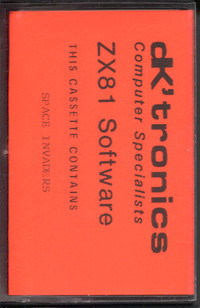 dK'tronics
Computer Specialists
ZX81 Software
THIS CASSETTE CONTAINS
SPACE INVADERS